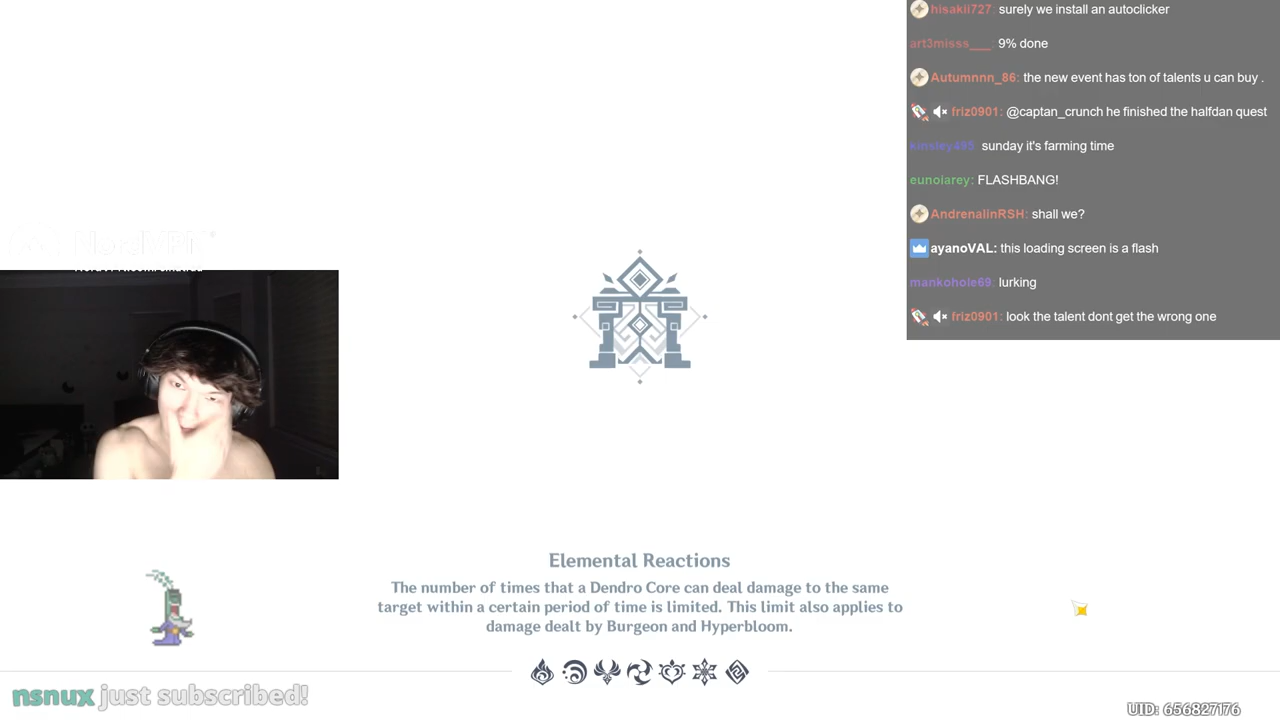 hisakii727: surely we install an autoclicker
art3misss___: 9% done
Autumnnn_86: the new event has ton of talents u can buy .
friz0901: @captan_crunch he finished the halfdan quest
kinsley495: sunday it's farming time
eunoiarey: FLASHBANG!
AndrenalinRSH: shall we?
ayanoVAL: this loading screen is a flash
mankohole69: lurking
friz0901: look the talent dont get the wrong one
NordVPN
Elemental Reactions
The number of times that a Dendro Core can deal damage to the same
target within a certain period of time is limited. This limit also applies to
damage dealt by Burgeon and Hyperbloom.
nsnux just subscribed!
UID: 656827176